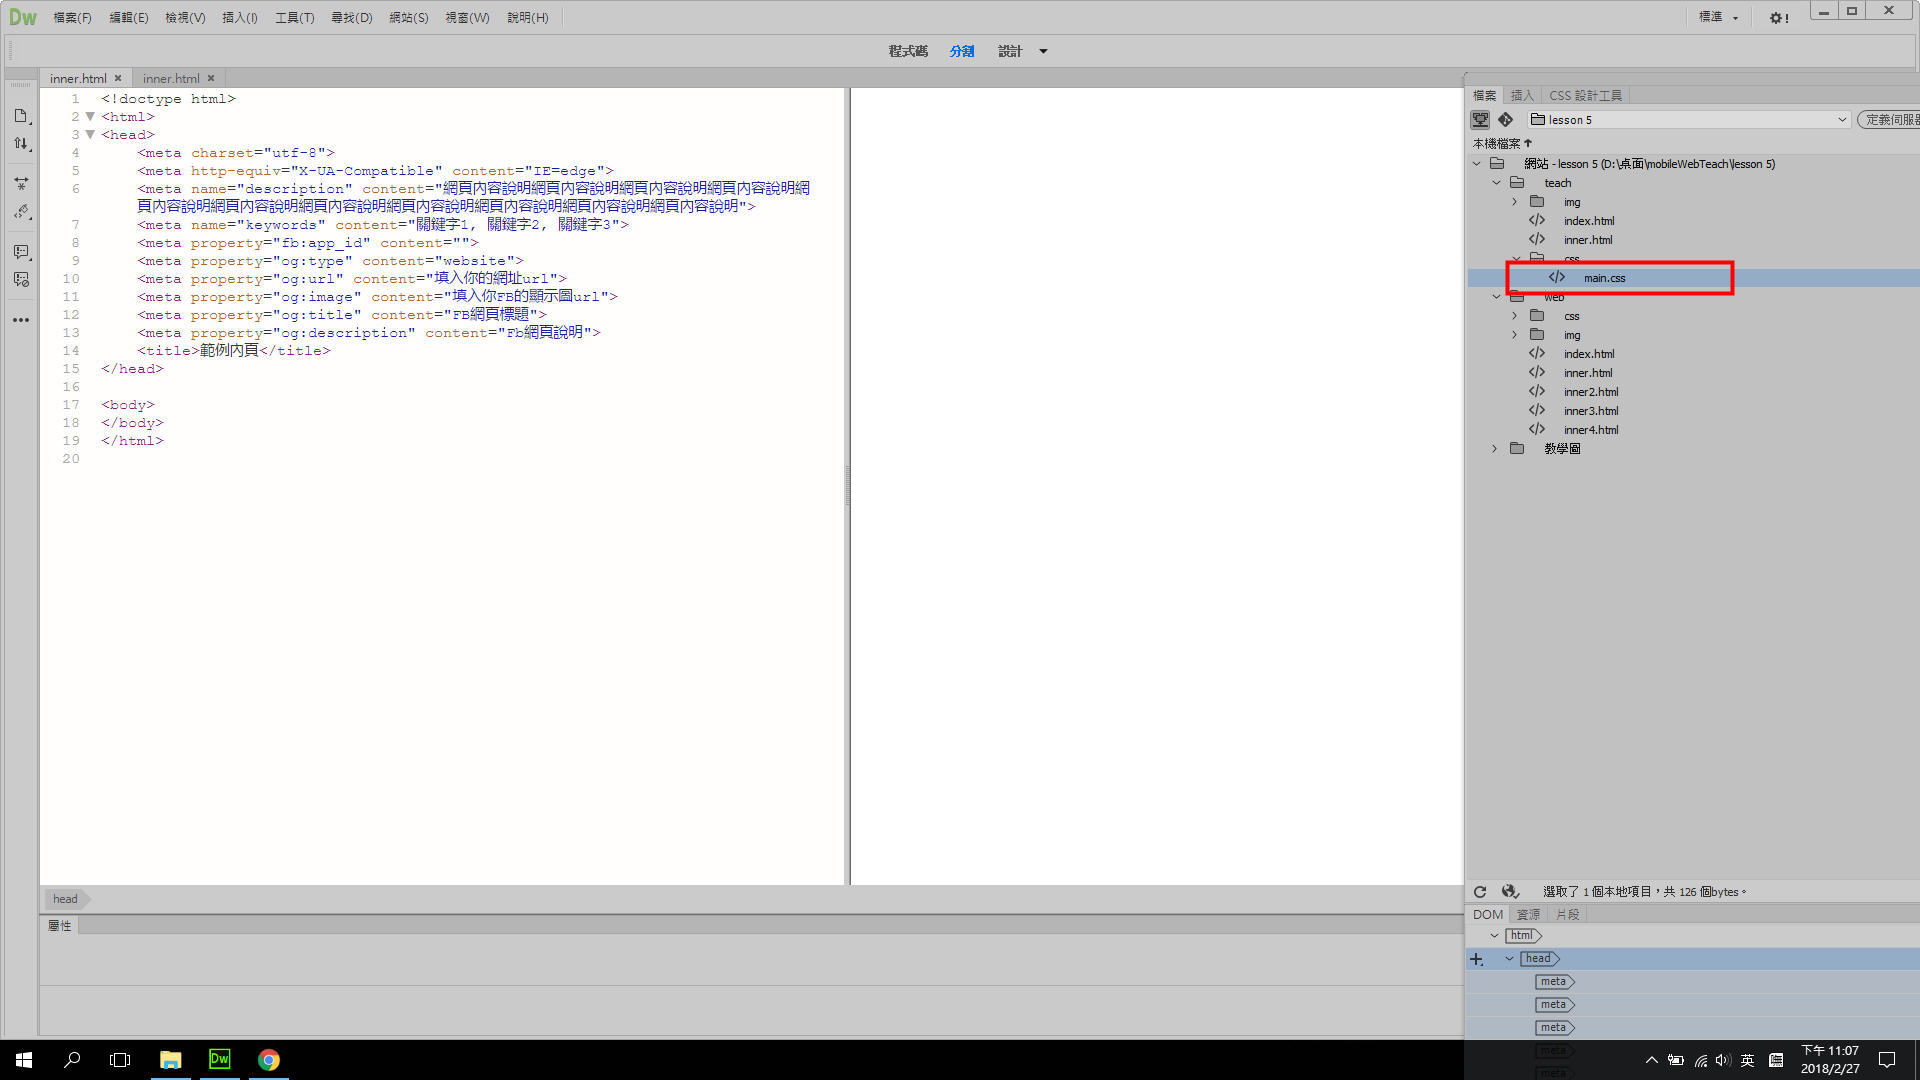 Dw 檔案(F) 編輯(E) 檢視(V) 插入(I) 工具(T) 尋找(D) 網站(S) 視窗(W) 說明(H) 標準
程式碼 分割 設計
inner.html × inner.html ×
1 <!doctype html>
2 <html>
3 <head>
4 <meta charset="utf-8">
5 <meta http-equiv="X-UA-Compatible" content="IE=edge">
6 <meta name="description" content="網頁內容說明網頁內容說明網頁內容說明網頁內容說明網
頁內容說明網頁內容說明網頁內容說明網頁內容說明網頁內容說明網頁內容說明網頁內容說明">
7 <meta name="keywords" content="關鍵字1, 關鍵字2, 關鍵字3">
8 <meta property="fb:app_id" content="">
9 <meta property="og:type" content="website">
10 <meta property="og:url" content="填入你的網址url">
11 <meta property="og:image" content="填入你FB的顯示圖url">
12 <meta property="og:title" content="FB網頁標題">
13 <meta property="og:description" content="Fb網頁說明">
14 <title>範例內頁</title>
15 </head>
16
17 <body>
18 </body>
19 </html>
20
head
屬性
檔案 插入 CSS 設計工具
lesson 5 定義伺服器
本機檔案
網站 - lesson 5 (D:\桌面\mobileWebTeach\lesson 5)
teach
img
index.html
inner.html
css
main.css
web
css
img
index.html
inner.html
inner2.html
inner3.html
inner4.html
教學圖
選取了 1 個本地項目，共 126 個bytes。
DOM 資源 片段
html
head
meta
meta
meta
meta
meta
Dw
英
下午 11:07
2018/2/27